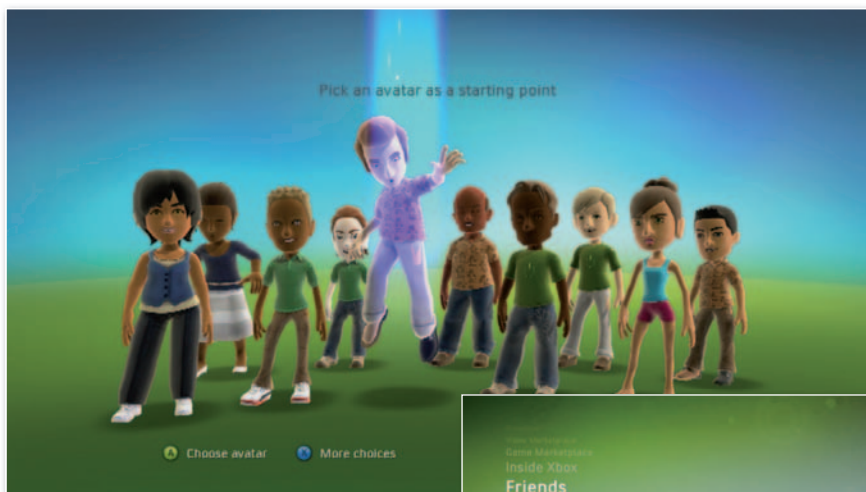 Pick an avatar as a starting point
A Choose avatar X More choices
Game Marketplace
Inside Xbox
Friends